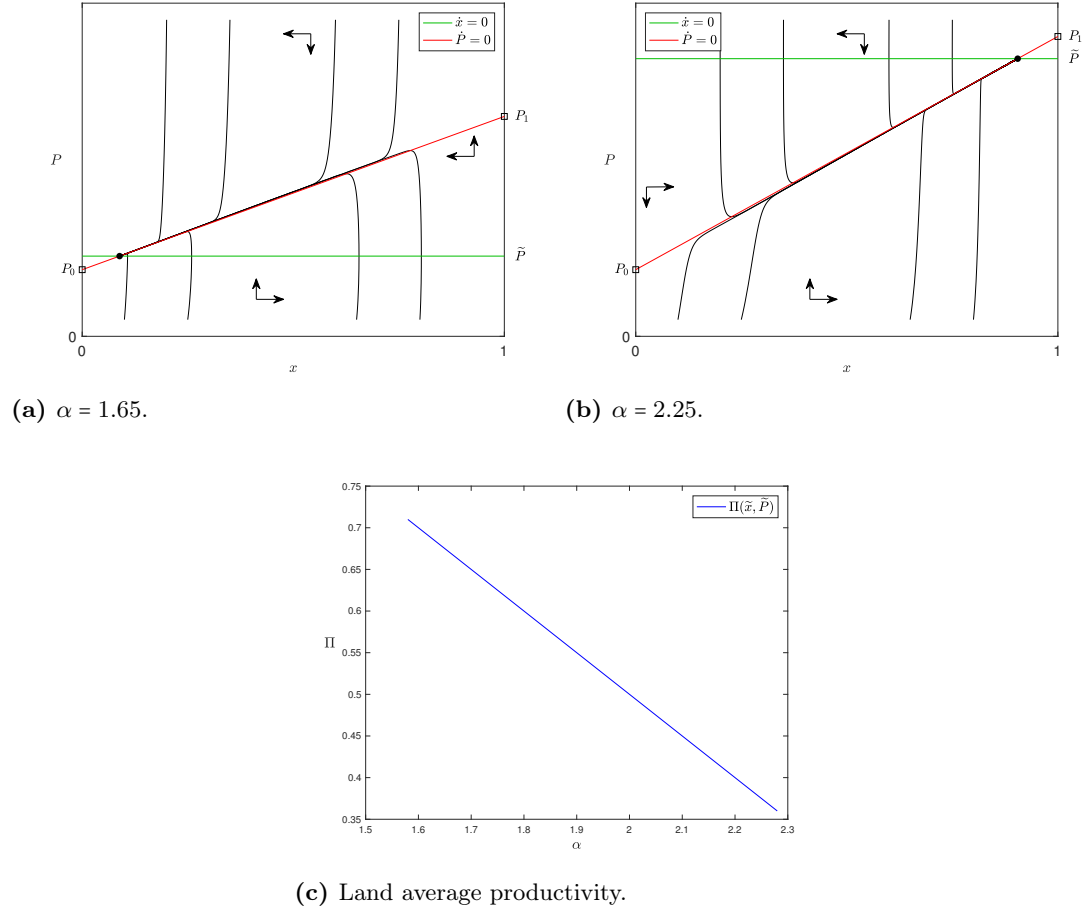 ẋ = 0
Ṗ = 0
P₁
P
P₀
P̃
0
0
1
x
(a) α = 1.65.
ẋ = 0
Ṗ = 0
P₁
P̃
P
P₀
0
0
1
x
(b) α = 2.25.
0.75
Π(x̃, P̃)
0.7
0.65
0.6
Π
0.55
0.5
0.45
0.4
0.35
1.5 1.6 1.7 1.8 1.9 2 2.1 2.2 2.3
α
(c) Land average productivity.